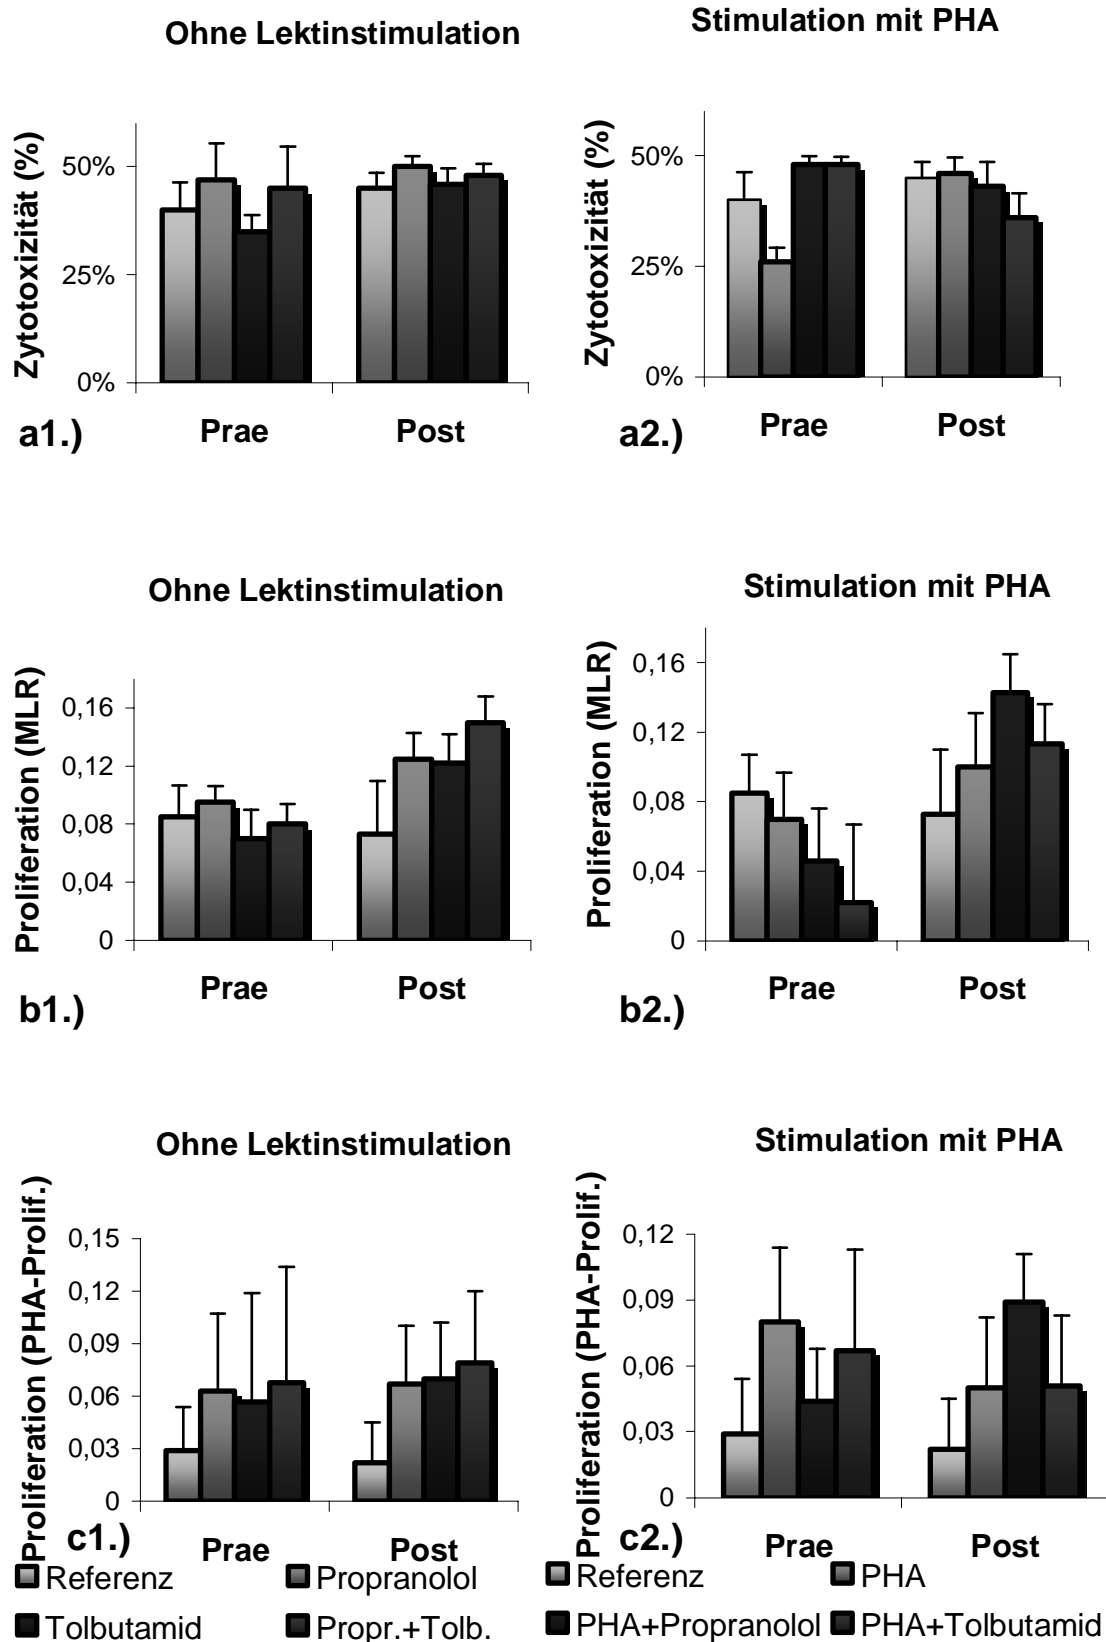 Ohne Lektinstimulation
Zytotoxizität (%)
50%
25%
0%
Prae Post
a1.)
Stimulation mit PHA
Zytotoxizität (%)
50%
25%
0%
Prae Post
a2.)
Ohne Lektinstimulation
Proliferation (MLR)
0,16
0,12
0,08
0,04
0
Prae Post
b1.)
Stimulation mit PHA
Proliferation (MLR)
0,16
0,12
0,08
0,04
0
Prae Post
b2.)
Ohne Lektinstimulation
Proliferation (PHA-Prolif.)
0,15
0,12
0,09
0,06
0,03
0
Prae Post
c1.)
Stimulation mit PHA
Proliferation (PHA-Prolif.)
0,12
0,09
0,06
0,03
0
Prae Post
c2.)
Referenz Propranolol
Tolbutamid Propr.+Tolb.
Referenz PHA
PHA+Propranolol PHA+Tolbutamid